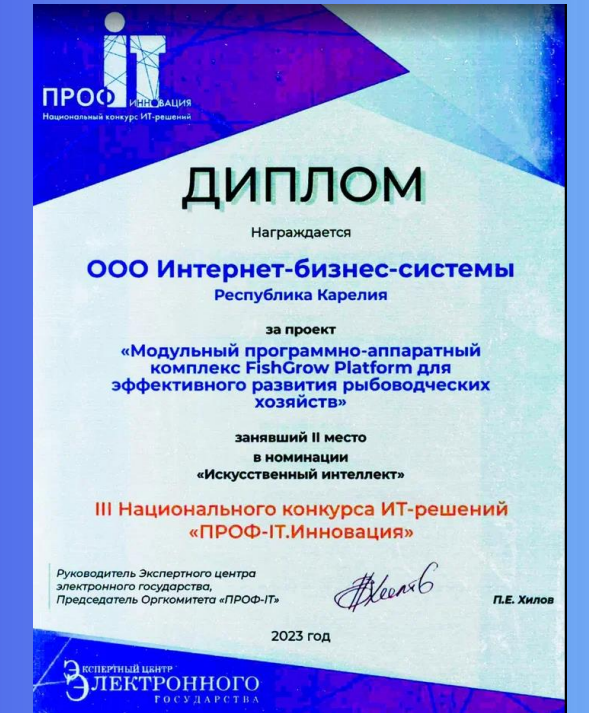 ПРОФ IT
ИННОВАЦИЯ
Национальный конкурс ИТ-решений
ДИПЛОМ
Награждается
ООО Интернет-бизнес-системы
Республика Карелия
за проект
«Модульный программно-аппаратный
комплекс FishGrow Platform для
эффективного развития рыбоводческих
хозяйств»
занявший II место
в номинации
«Искусственный интеллект»
III Национального конкурса ИТ-решений
«ПРОФ-IT.Инновация»
Руководитель Экспертного центра
электронного государства,
Председатель Оргкомитета «ПРОФ-IT»
П.Е. Хилов
2023 год
ЭКСПЕРТНЫЙ ЦЕНТР
ЭЛЕКТРОННОГО
ГОСУДАРСТВА